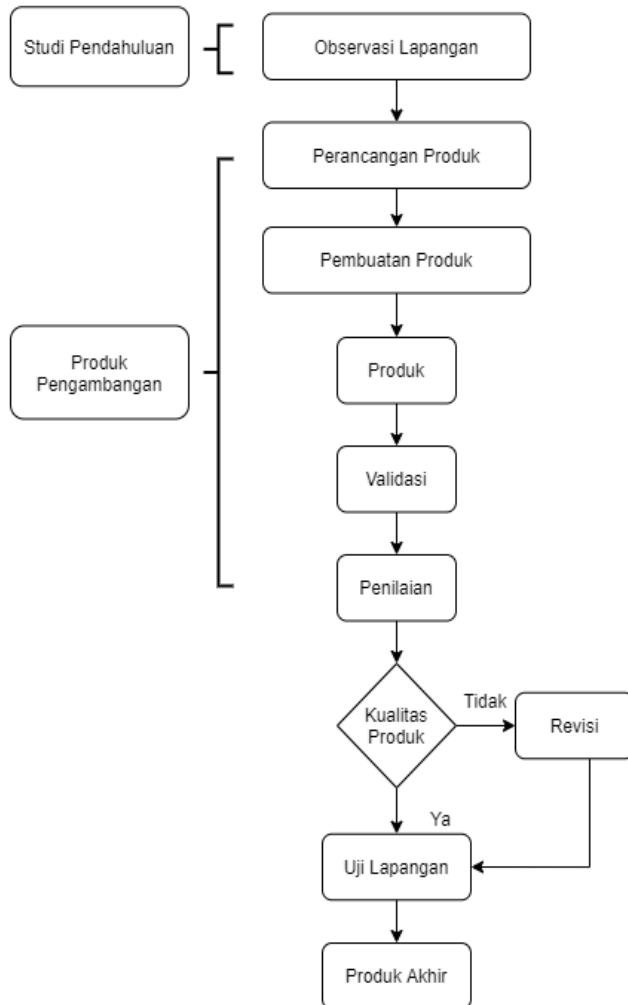 Studi Pendahuluan
Observasi Lapangan
Perancangan Produk
Pembuatan Produk
Produk
Pengambangan
Produk
Validasi
Penilaian
Kualitas
Produk
Tidak
Revisi
Ya
Uji Lapangan
Produk Akhir